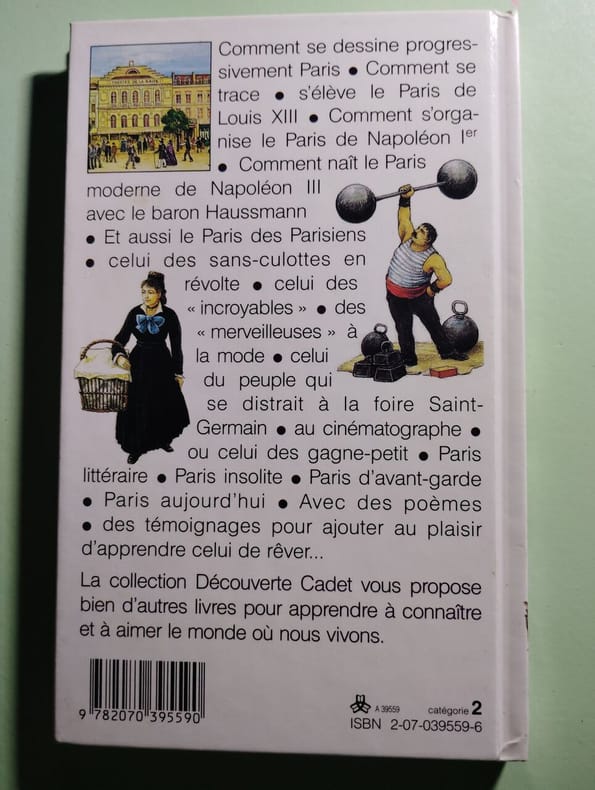 THÉATRE DE LA GAITÉ
Comment se dessine progres-
sivement Paris ● Comment se
trace ● s'élève le Paris de
Louis XIII ● Comment s'orga-
nise le Paris de Napoléon Ier
● Comment naît le Paris
moderne de Napoléon III
avec le baron Haussmann
● Et aussi le Paris des Parisiens
● celui des sans-culottes en
révolte ● celui des
« incroyables » ● des
« merveilleuses » à
la mode ● celui
du peuple qui
se distrait à la foire Saint-
Germain ● au cinématographe ●
ou celui des gagne-petit ● Paris
littéraire ● Paris insolite ● Paris d'avant-garde
● Paris aujourd'hui ● Avec des poèmes
● des témoignages pour ajouter au plaisir
d'apprendre celui de rêver...
La collection Découverte Cadet vous propose
bien d'autres livres pour apprendre à connaître
et à aimer le monde où nous vivons.
9 782070 395590
A 39559 catégorie 2
ISBN 2-07-039559-6